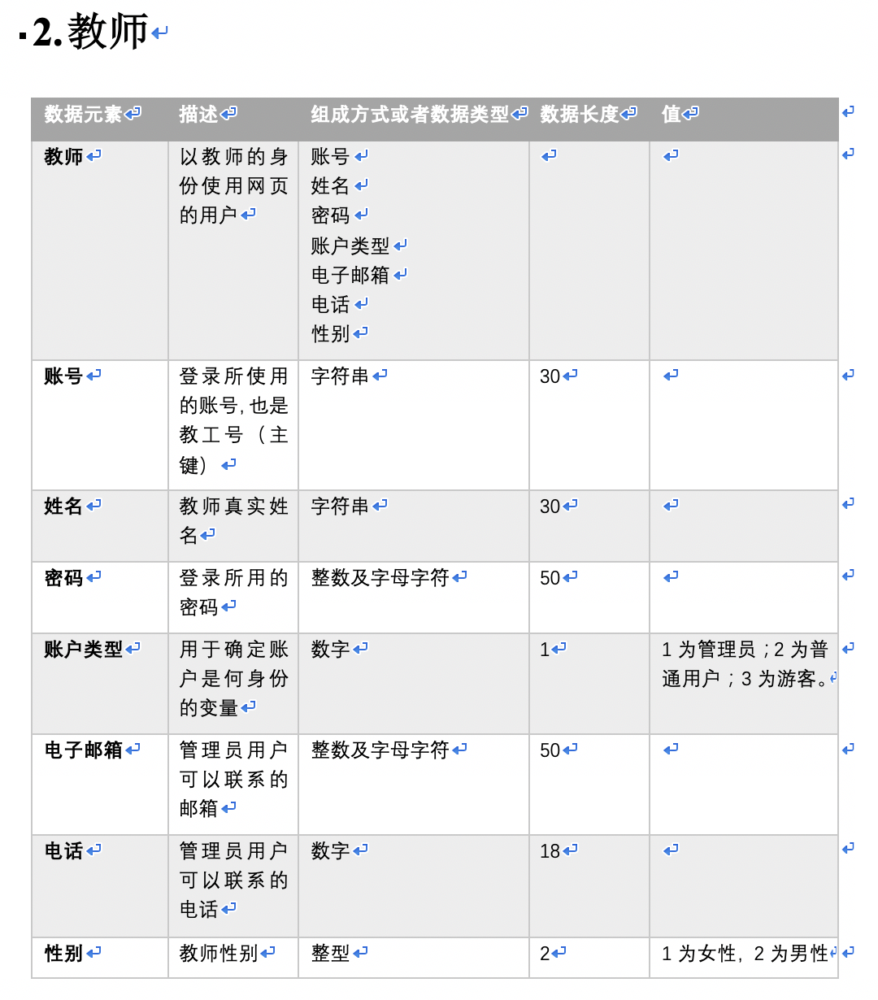 2.教师
数据元素 描述 组成方式或者数据类型 数据长度 值
教师 以教师的身 账号
份使用网页 姓名
的用户 密码
账户类型
电子邮箱
电话
性别
账号 登录所使用 字符串 30
的账号,也是
教工号（主
键）
姓名 教师真实姓 字符串 30
名
密码 登录所用的 整数及字母字符 50
密码
账户类型 用于确定账 数字 1 1 为管理员；2 为普
户是何身份 通用户；3 为游客。
的变量
电子邮箱 管理员用户 整数及字母字符 50
可以联系的
邮箱
电话 管理员用户 数字 18
可以联系的
电话
性别 教师性别 整型 2 1 为女性, 2 为男性